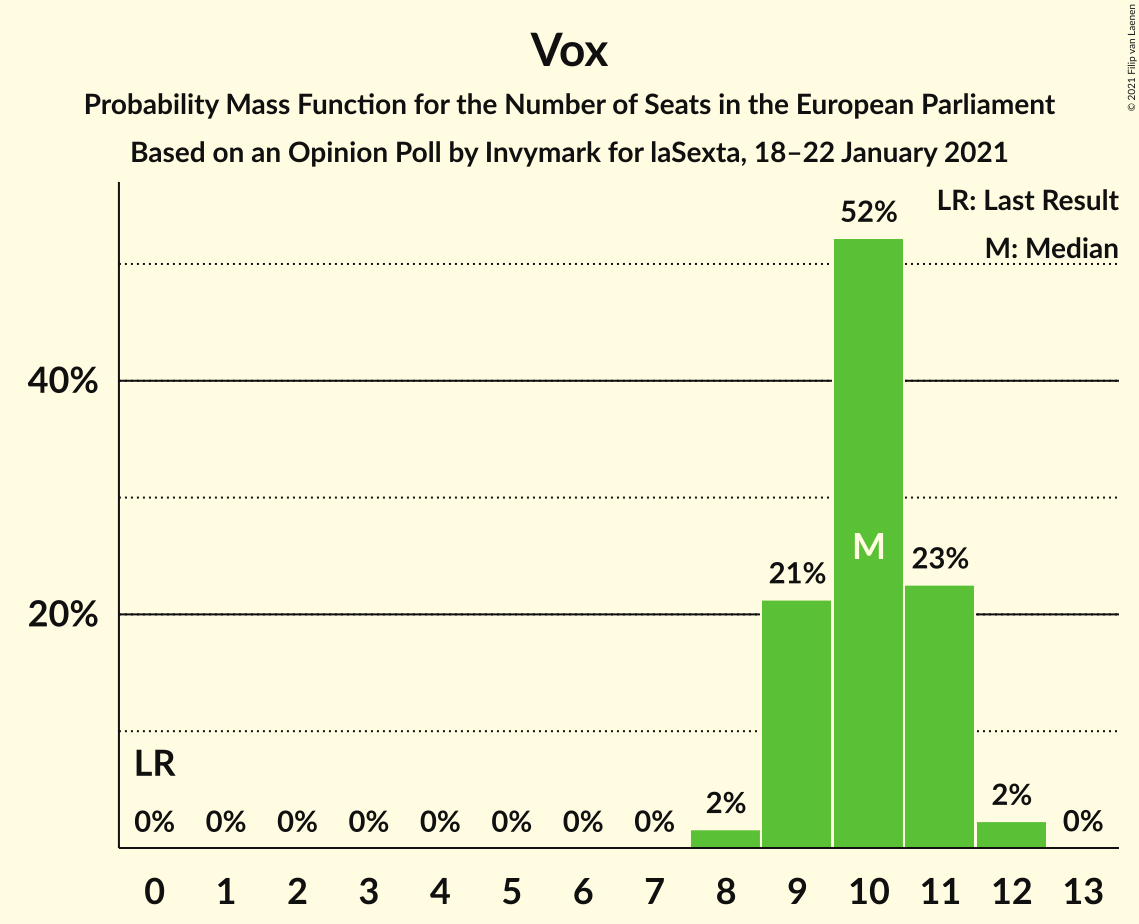 Vox
Probability Mass Function for the Number of Seats in the European Parliament
Based on an Opinion Poll by Invymark for laSexta, 18–22 January 2021
© 2021 Filip van Laenen
LR: Last Result
M: Median
52%
40%
M
23%
21%
20%
LR
0% 0% 0% 0% 0% 0% 0% 0% 2% 2% 0%
0 1 2 3 4 5 6 7 8 9 10 11 12 13